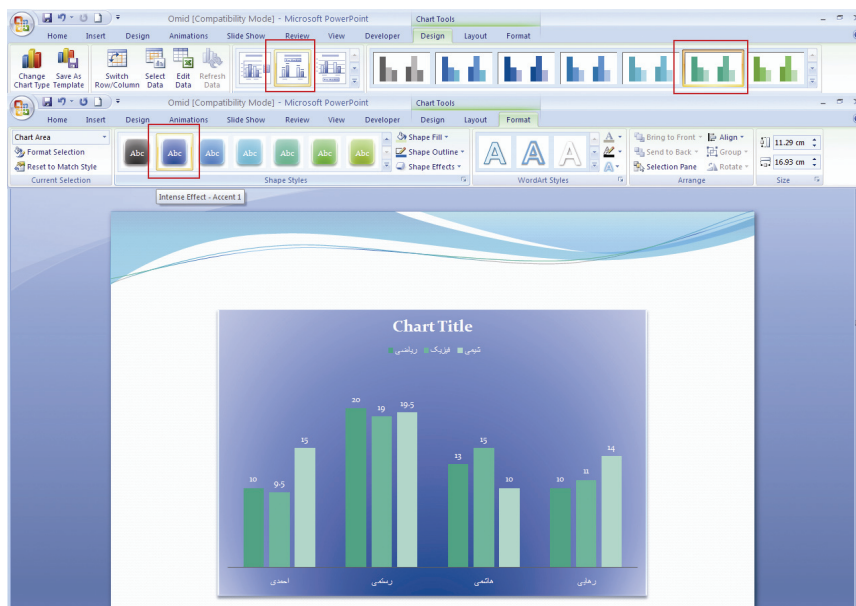 Omid [Compatibility Mode] - Microsoft PowerPoint
Chart Tools
Home Insert Design Animations Slide Show Review View Developer Design Layout Format
Change Chart Type
Save As Template
Switch Row/Column
Select Data
Edit Data
Refresh Data
Omid [Compatibility Mode] - Microsoft PowerPoint
Chart Tools
Home Insert Design Animations Slide Show Review View Developer Design Layout Format
Chart Area
Format Selection
Reset to Match Style
Current Selection
Abc Abc Abc Abc Abc Abc Abc
Shape Fill
Shape Outline
Shape Effects
Shape Styles
A A A
WordArt Styles
Bring to Front
Send to Back
Selection Pane
Align
Group
Rotate
Arrange
11.29 cm
16.93 cm
Size
Intense Effect - Accent 1
Chart Title
ریاضی فیزیک شیمی
10 9.5 15
20 19 19.5
13 15 10
10 11 14
احمدی رستمی هاشمی رهایی